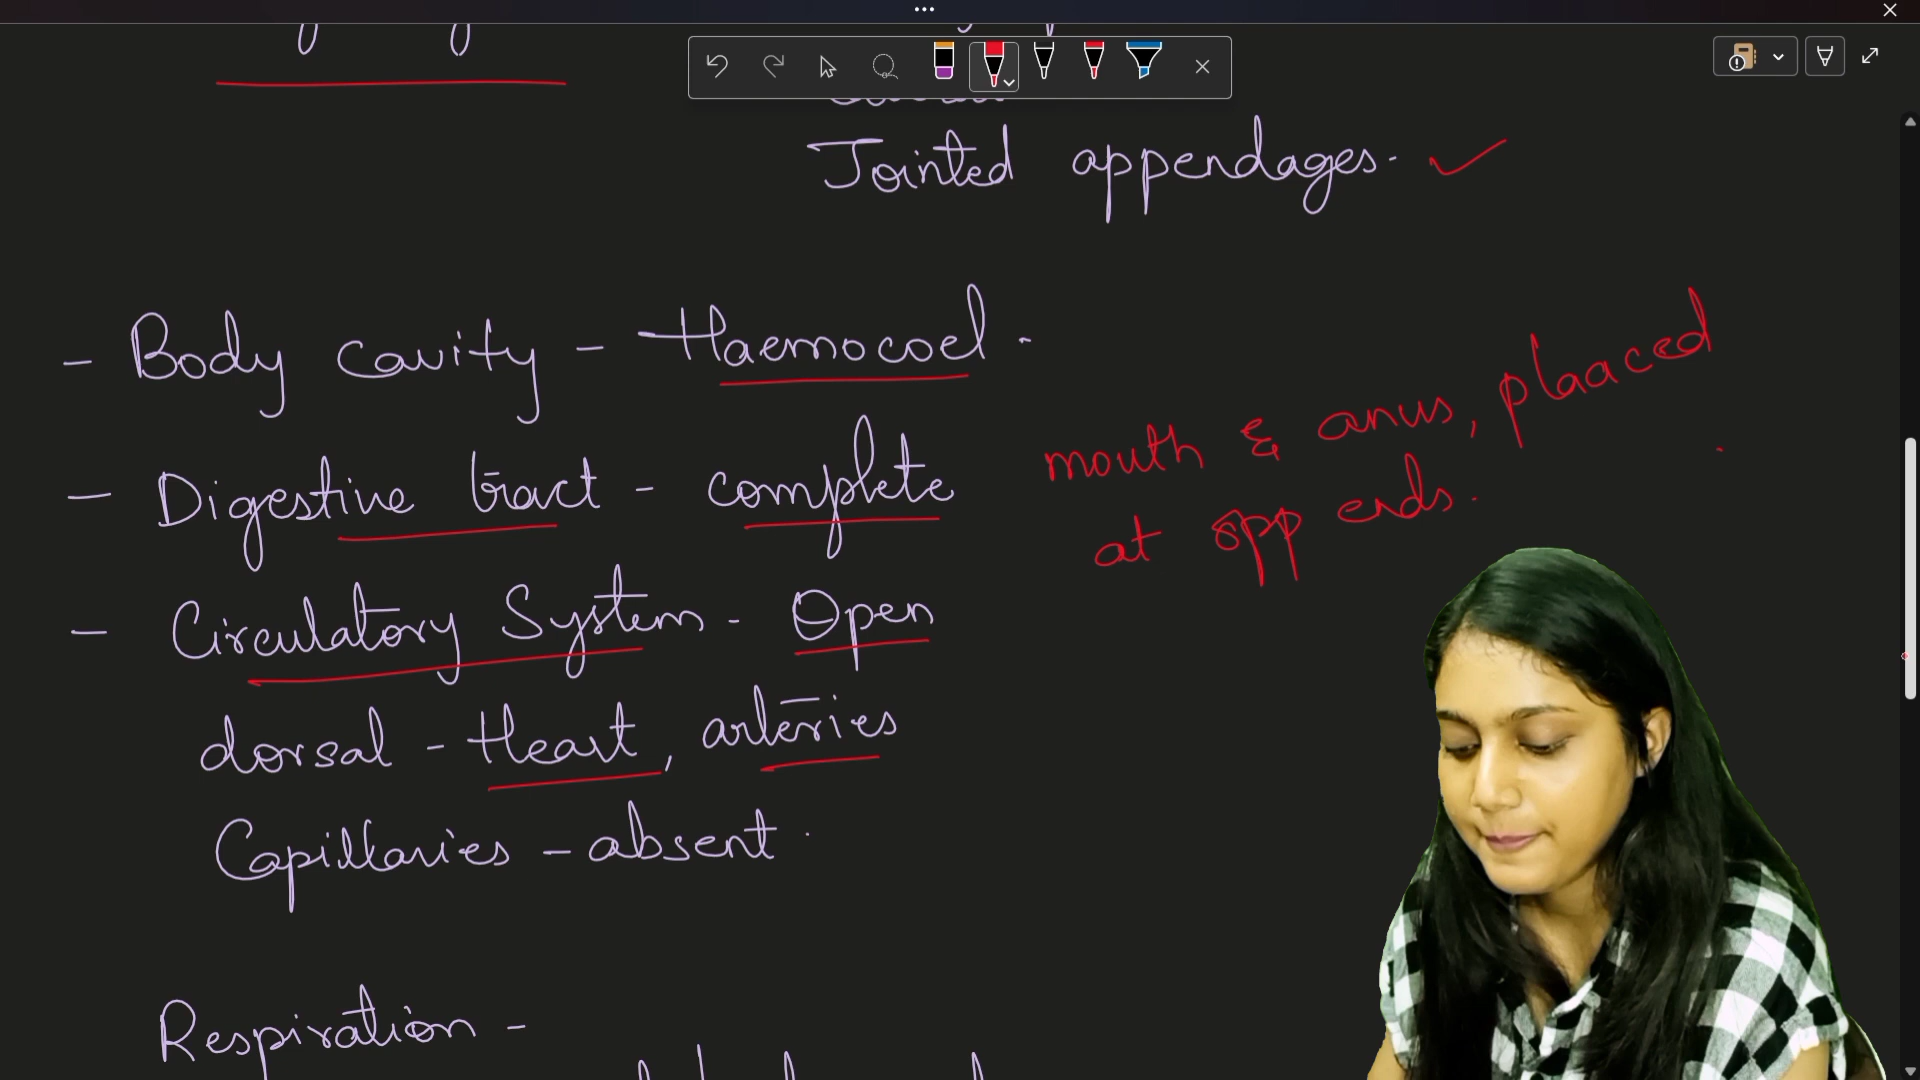 Jointed appendages.
- Body cavity - Haemocoel.
mouth & anus, plaaced
at opp ends.
- Digestive tract - complete
- Circulatory System - Open
dorsal - Heart, arteries
Capillaries - absent
Respiration -